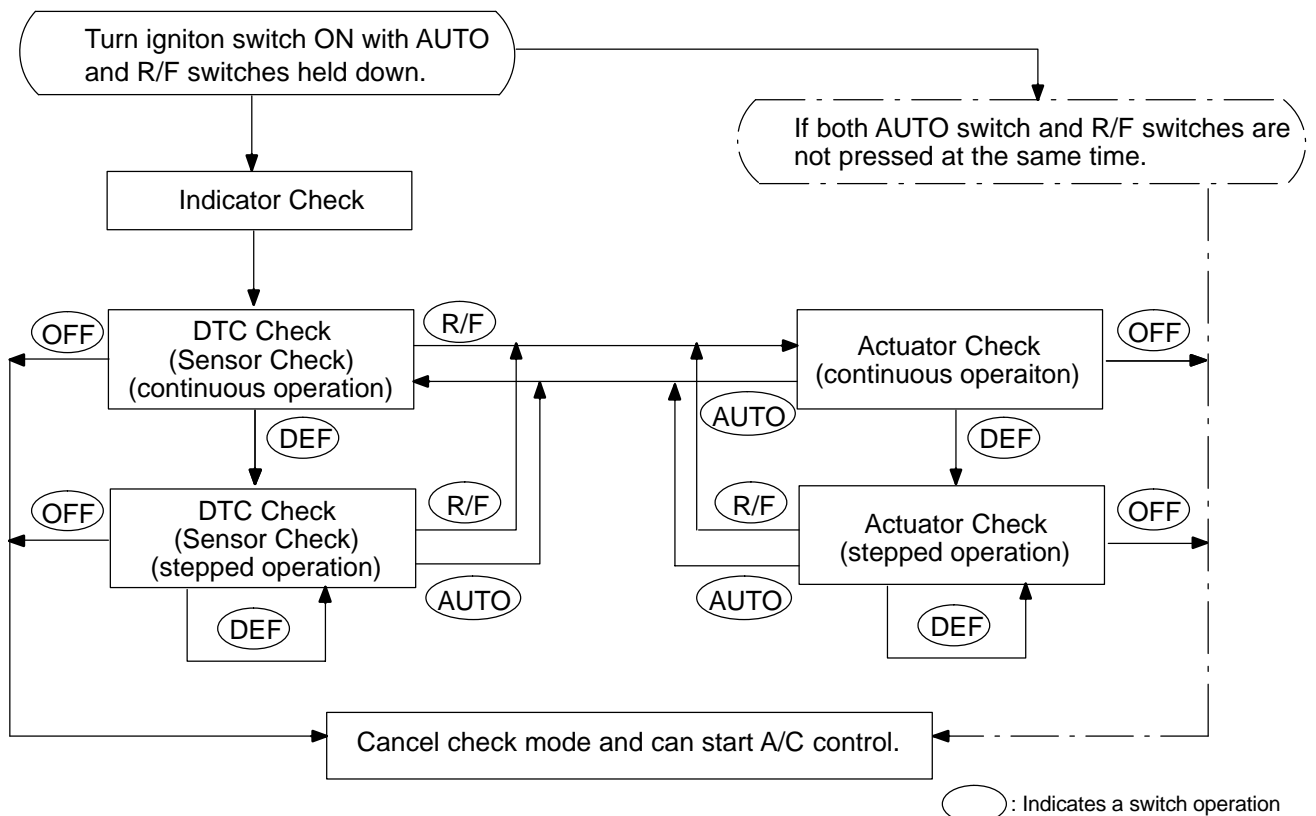 Turn igniton switch ON with AUTO
and R/F switches held down.
If both AUTO switch and R/F switches are
not pressed at the same time.
Indicator Check
OFF
DTC Check
(Sensor Check)
(continuous operation)
R/F
Actuator Check
(continuous operaiton)
OFF
AUTO
DEF
DEF
OFF
DTC Check
(Sensor Check)
(stepped operation)
R/F
AUTO
R/F
AUTO
Actuator Check
(stepped operation)
OFF
DEF
DEF
Cancel check mode and can start A/C control.
: Indicates a switch operation